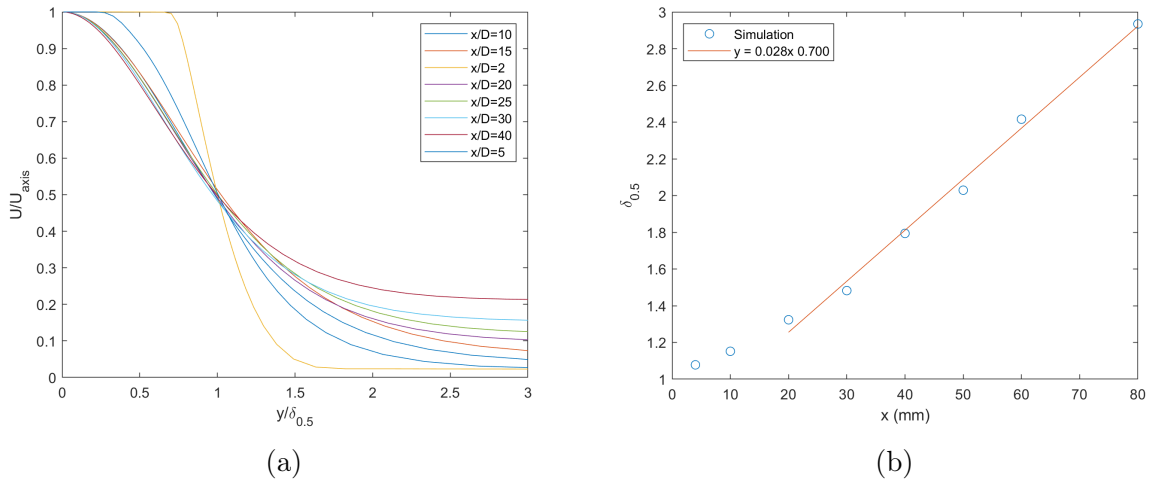 1
0.9
0.8
0.7
0.6
0.5
0.4
0.3
0.2
0.1
0
U/U_axis
0 0.5 1 1.5 2 2.5 3
y/δ_0.5
x/D=10
x/D=15
x/D=2
x/D=20
x/D=25
x/D=30
x/D=40
x/D=5
(a)
3
2.8
2.6
2.4
2.2
2
1.8
1.6
1.4
1.2
1
δ_0.5
0 10 20 30 40 50 60 70 80
x (mm)
Simulation
y = 0.028x 0.700
(b)